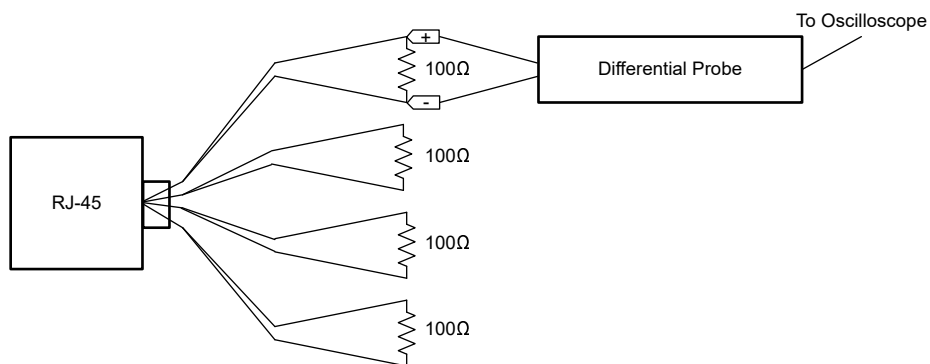 To Oscilloscope
+
100Ω
Differential Probe
-
100Ω
RJ-45
100Ω
100Ω